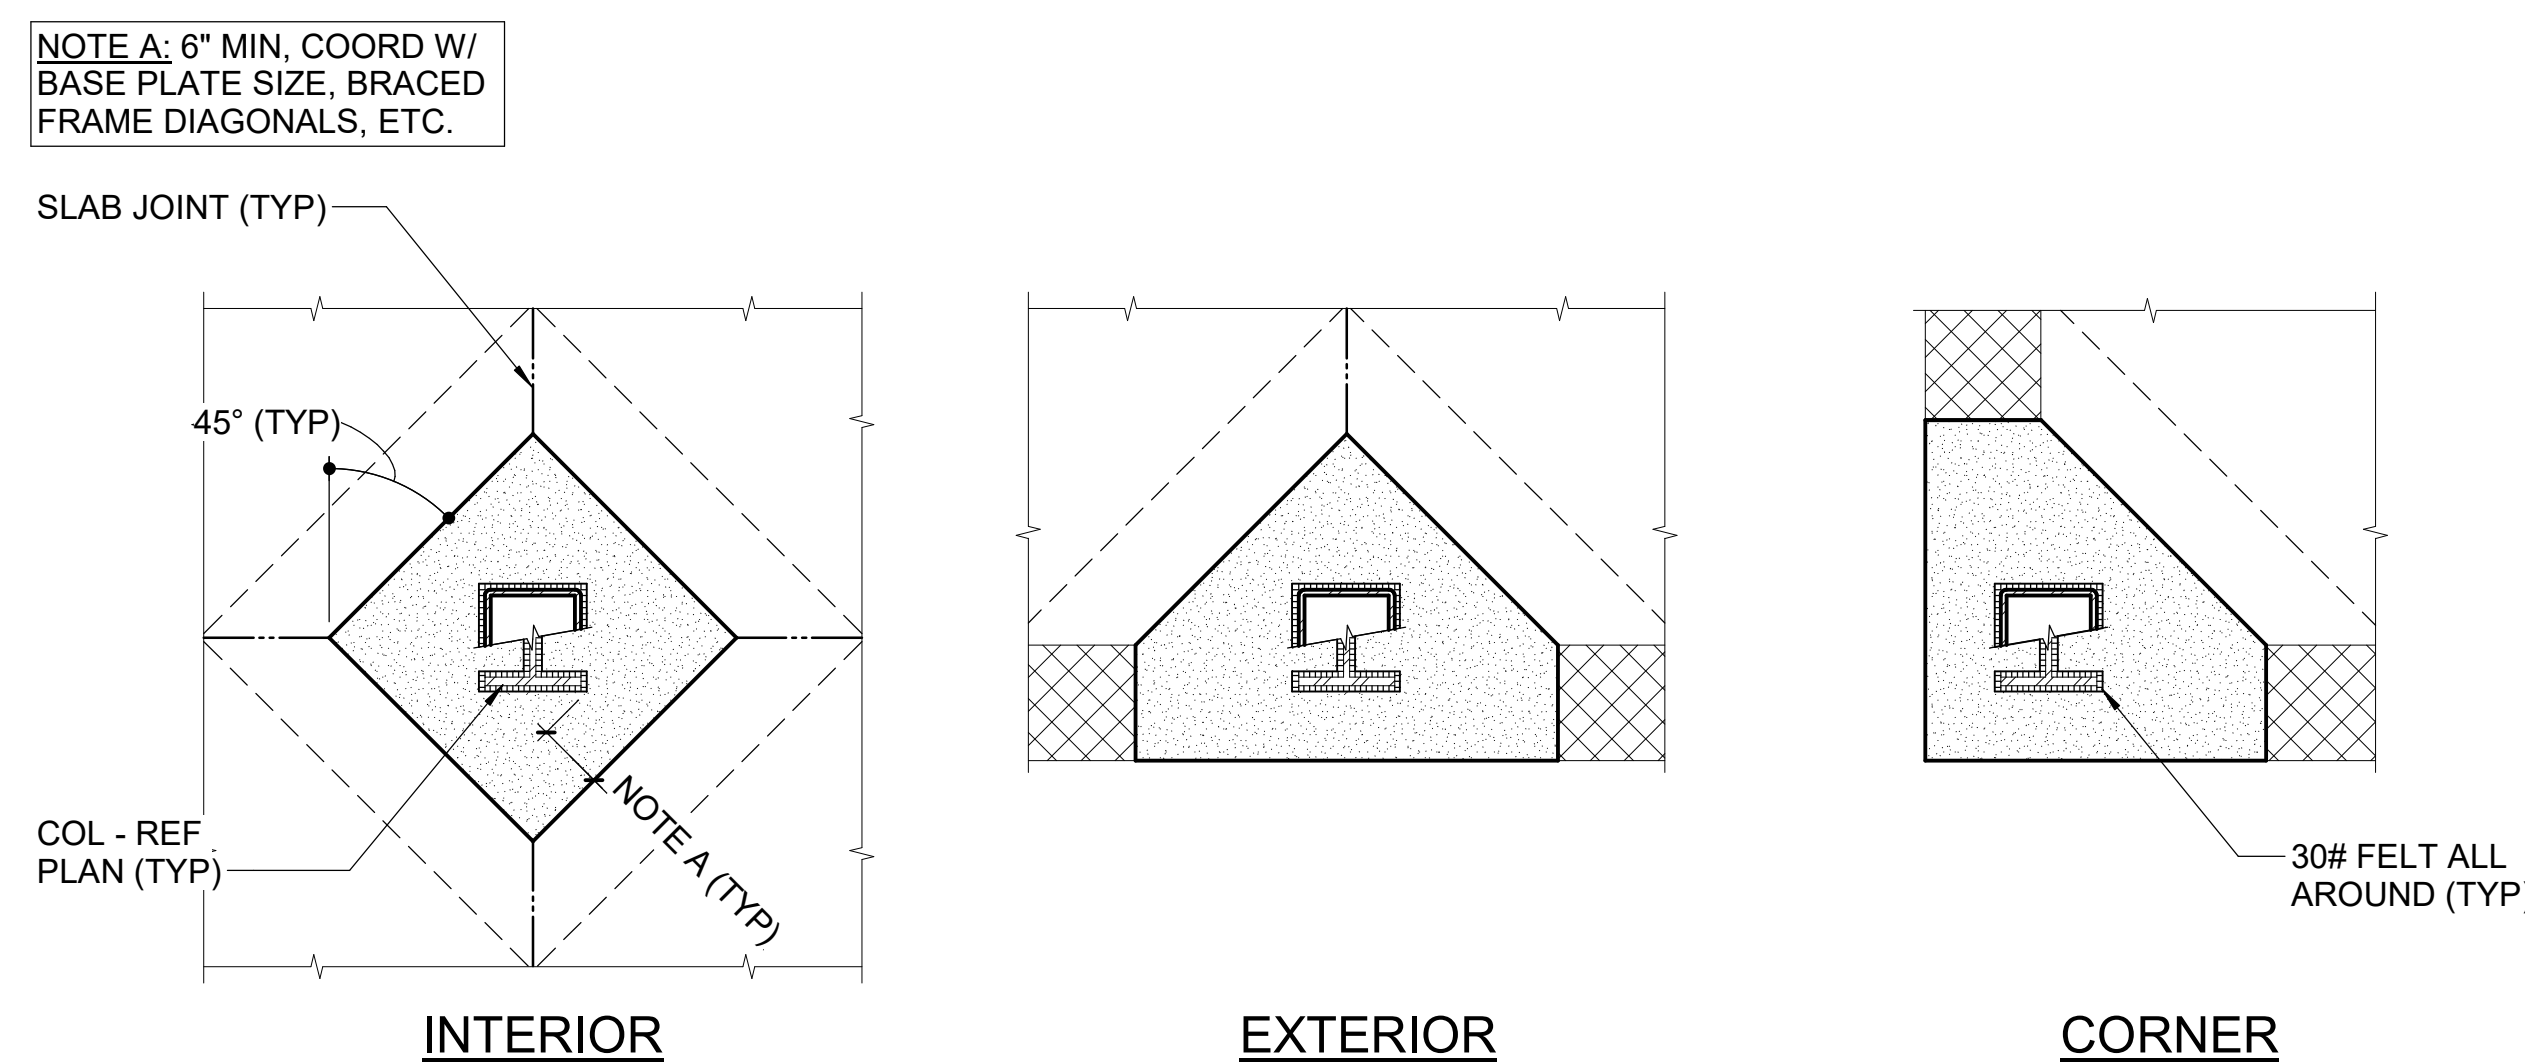 NOTE A: 6" MIN, COORD W/
BASE PLATE SIZE, BRACED
FRAME DIAGONALS, ETC.
SLAB JOINT (TYP)
45° (TYP)
COL - REF
PLAN (TYP)
NOTE A (TYP)
30# FELT ALL
AROUND (TYP)
INTERIOR
EXTERIOR
CORNER